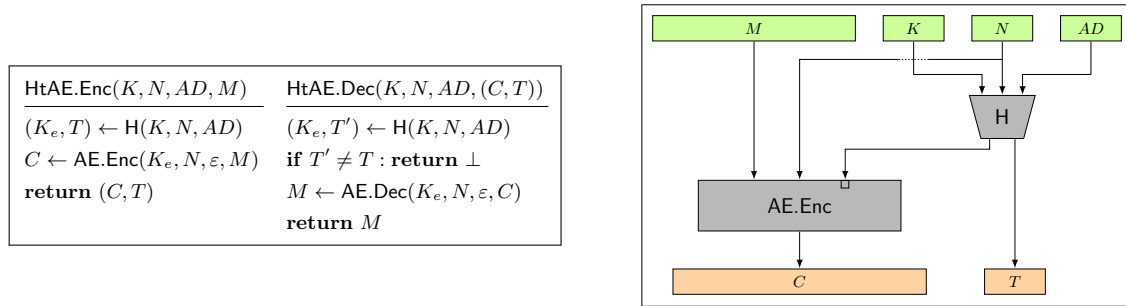 HtAE.Enc(K, N, AD, M)
(K_e, T) ← H(K, N, AD)
C ← AE.Enc(K_e, N, ε, M)
return (C, T)
HtAE.Dec(K, N, AD, (C, T))
(K_e, T′) ← H(K, N, AD)
if T′ ≠ T : return ⊥
M ← AE.Dec(K_e, N, ε, C)
return M
M K N AD
H
AE.Enc
C T